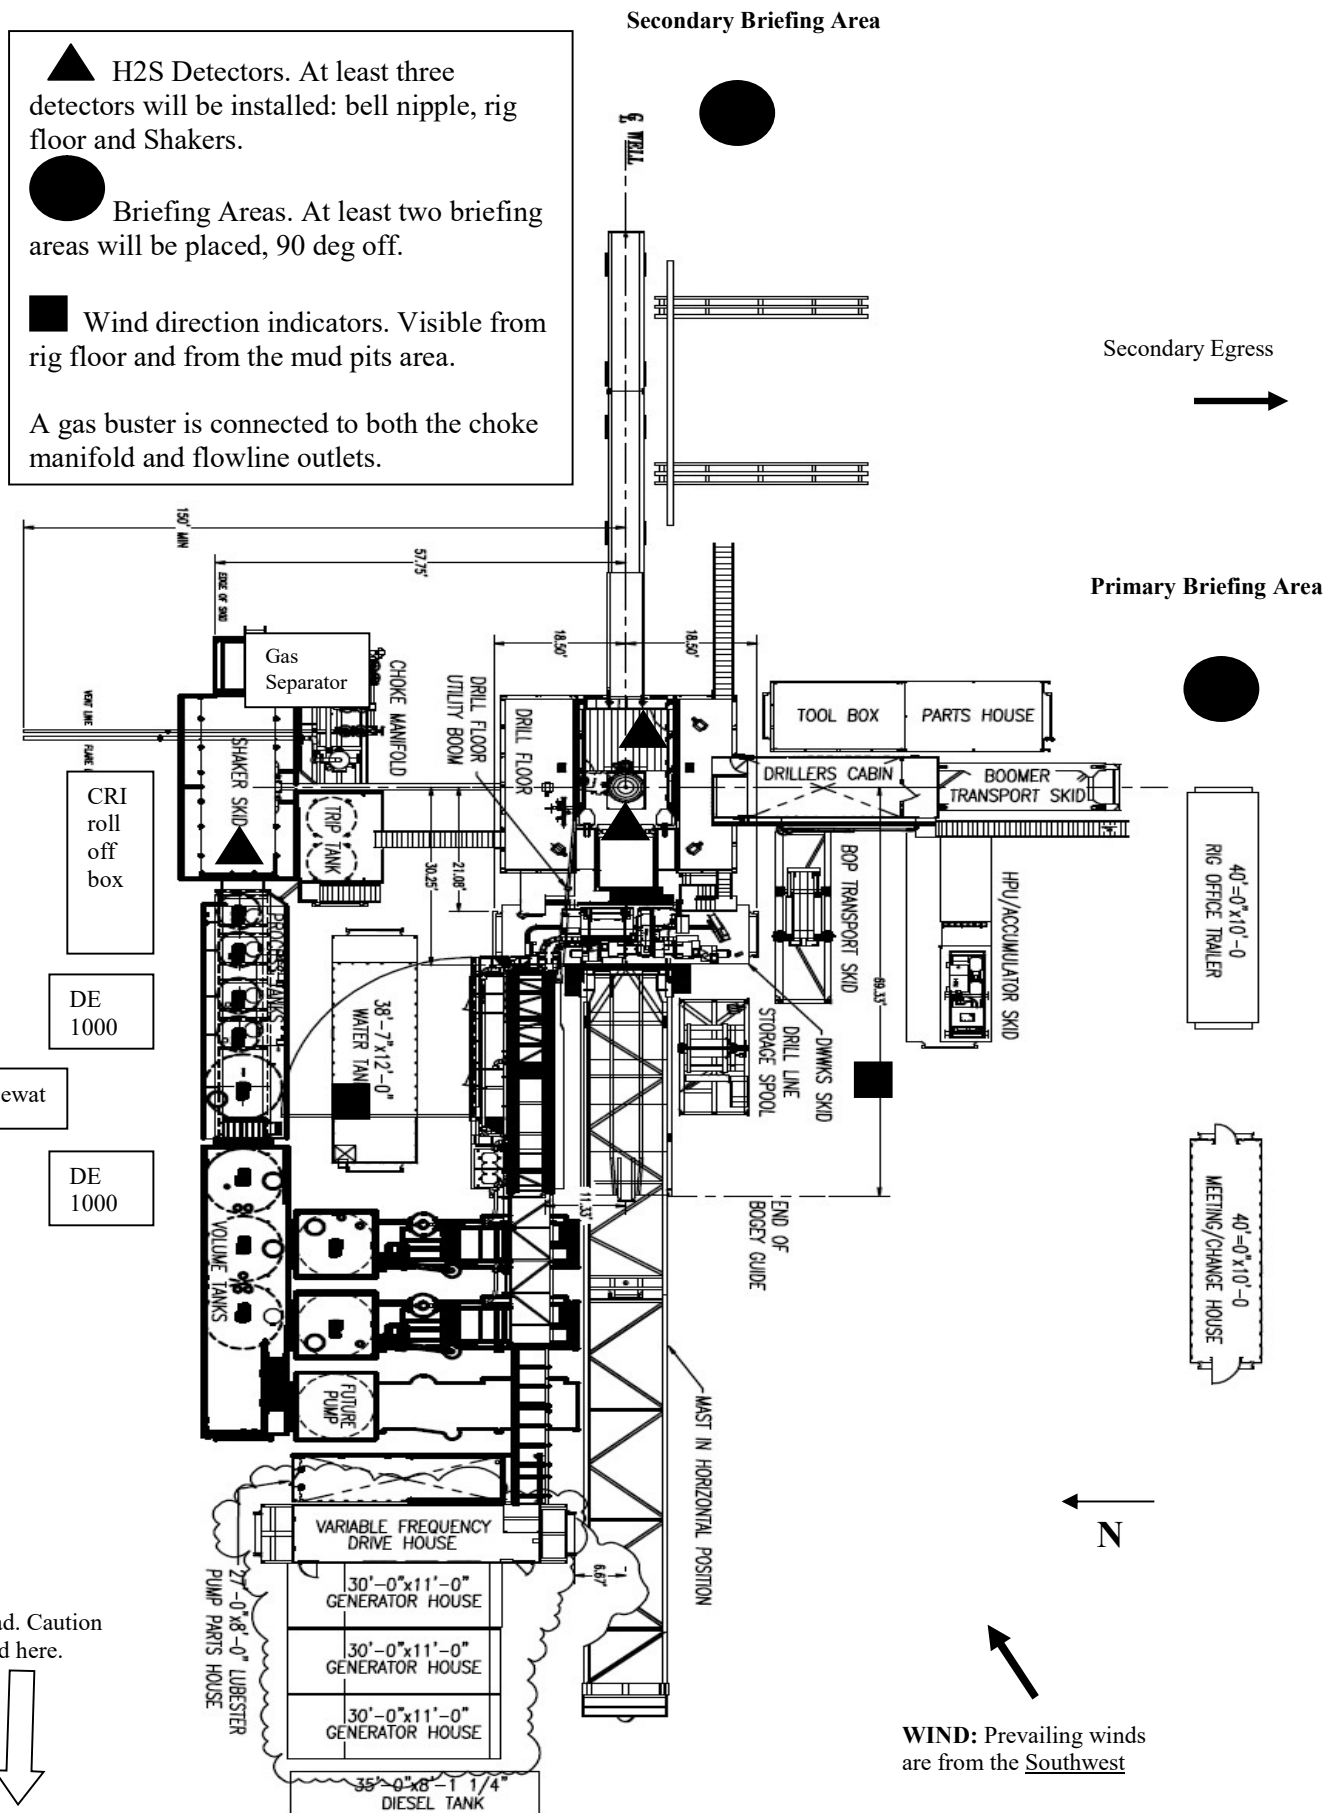 Secondary Briefing Area
H2S Detectors. At least three
detectors will be installed: bell nipple, rig
floor and Shakers.
Briefing Areas. At least two briefing
areas will be placed, 90 deg off.
Wind direction indicators. Visible from
rig floor and from the mud pits area.
A gas buster is connected to both the choke
manifold and flowline outlets.
WELL
Secondary Egress
150' MIN
57.75'
EDGE OF SKID
Primary Briefing Area
18.50'
18.50'
Gas
Separator
CHOKE MANIFOLD
DRILL FLOOR
UTILITY BOOM
DRILL FLOOR
TOOL BOX
PARTS HOUSE
VENT LINE
FLARE
SHAKER SKID
DRILLERS CABIN
BOOMER
TRANSPORT SKID
CRI
roll
off
box
TRIP TANK
21.08'
30.25'
BOP TRANSPORT SKID
HPU/ACCUMULATOR SKID
40'=0"x10'-0
RIG OFFICE TRAILER
PROCESS TANKS
38'-7"x12'-0"
WATER TANK
69.33'
DE
1000
DRILL LINE
STORAGE SPOOL
DWWKS SKID
ewat
DE
1000
11.33'
END OF
BOGEY GUIDE
40'=0"x10'-0
MEETING/CHANGE HOUSE
VOLUME TANKS
FUTURE
PUMP
MAST IN HORIZONTAL POSITION
N
VARIABLE FREQUENCY
DRIVE HOUSE
6.67'
27'-0"x8'-0" LUBESTER
PUMP PARTS HOUSE
30'-0"x11'-0"
GENERATOR HOUSE
30'-0"x11'-0"
GENERATOR HOUSE
30'-0"x11'-0"
GENERATOR HOUSE
ad. Caution
d here.
WIND: Prevailing winds
are from the Southwest
35'-0"x8'-1 1/4"
DIESEL TANK